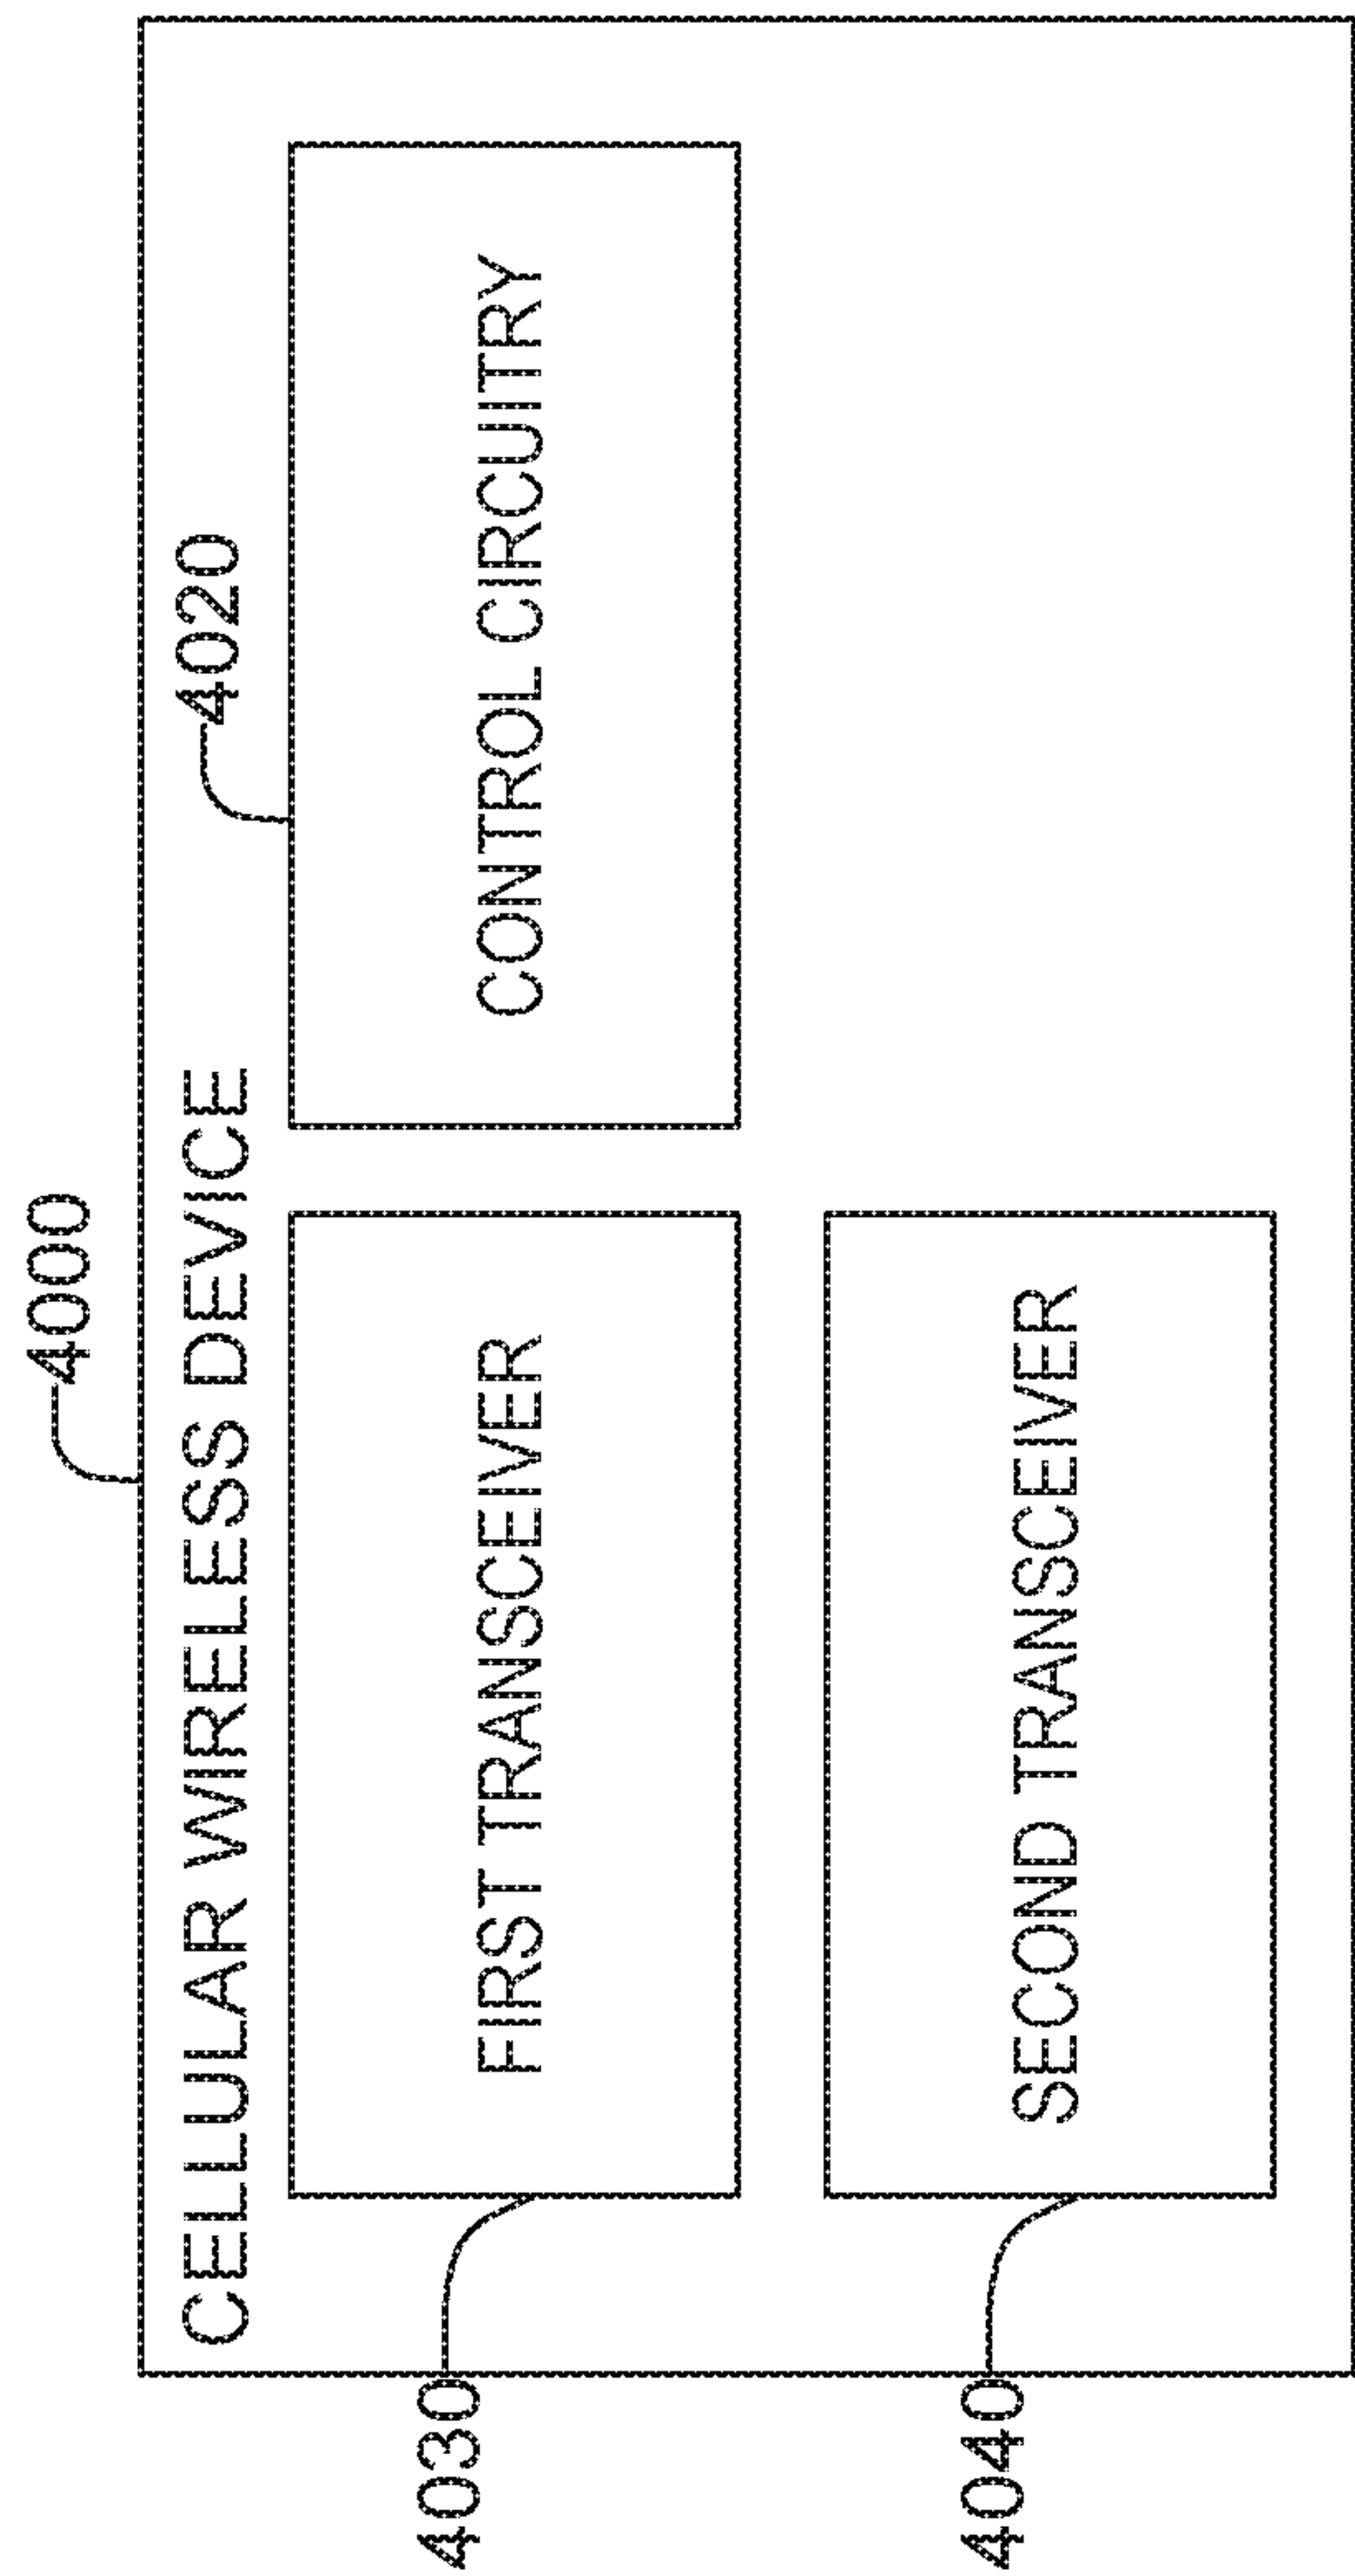 4000
CELLULAR WIRELESS DEVICE
4020
4030
FIRST TRANSCEIVER
CONTROL CIRCUITRY
4040
SECOND TRANSCEIVER